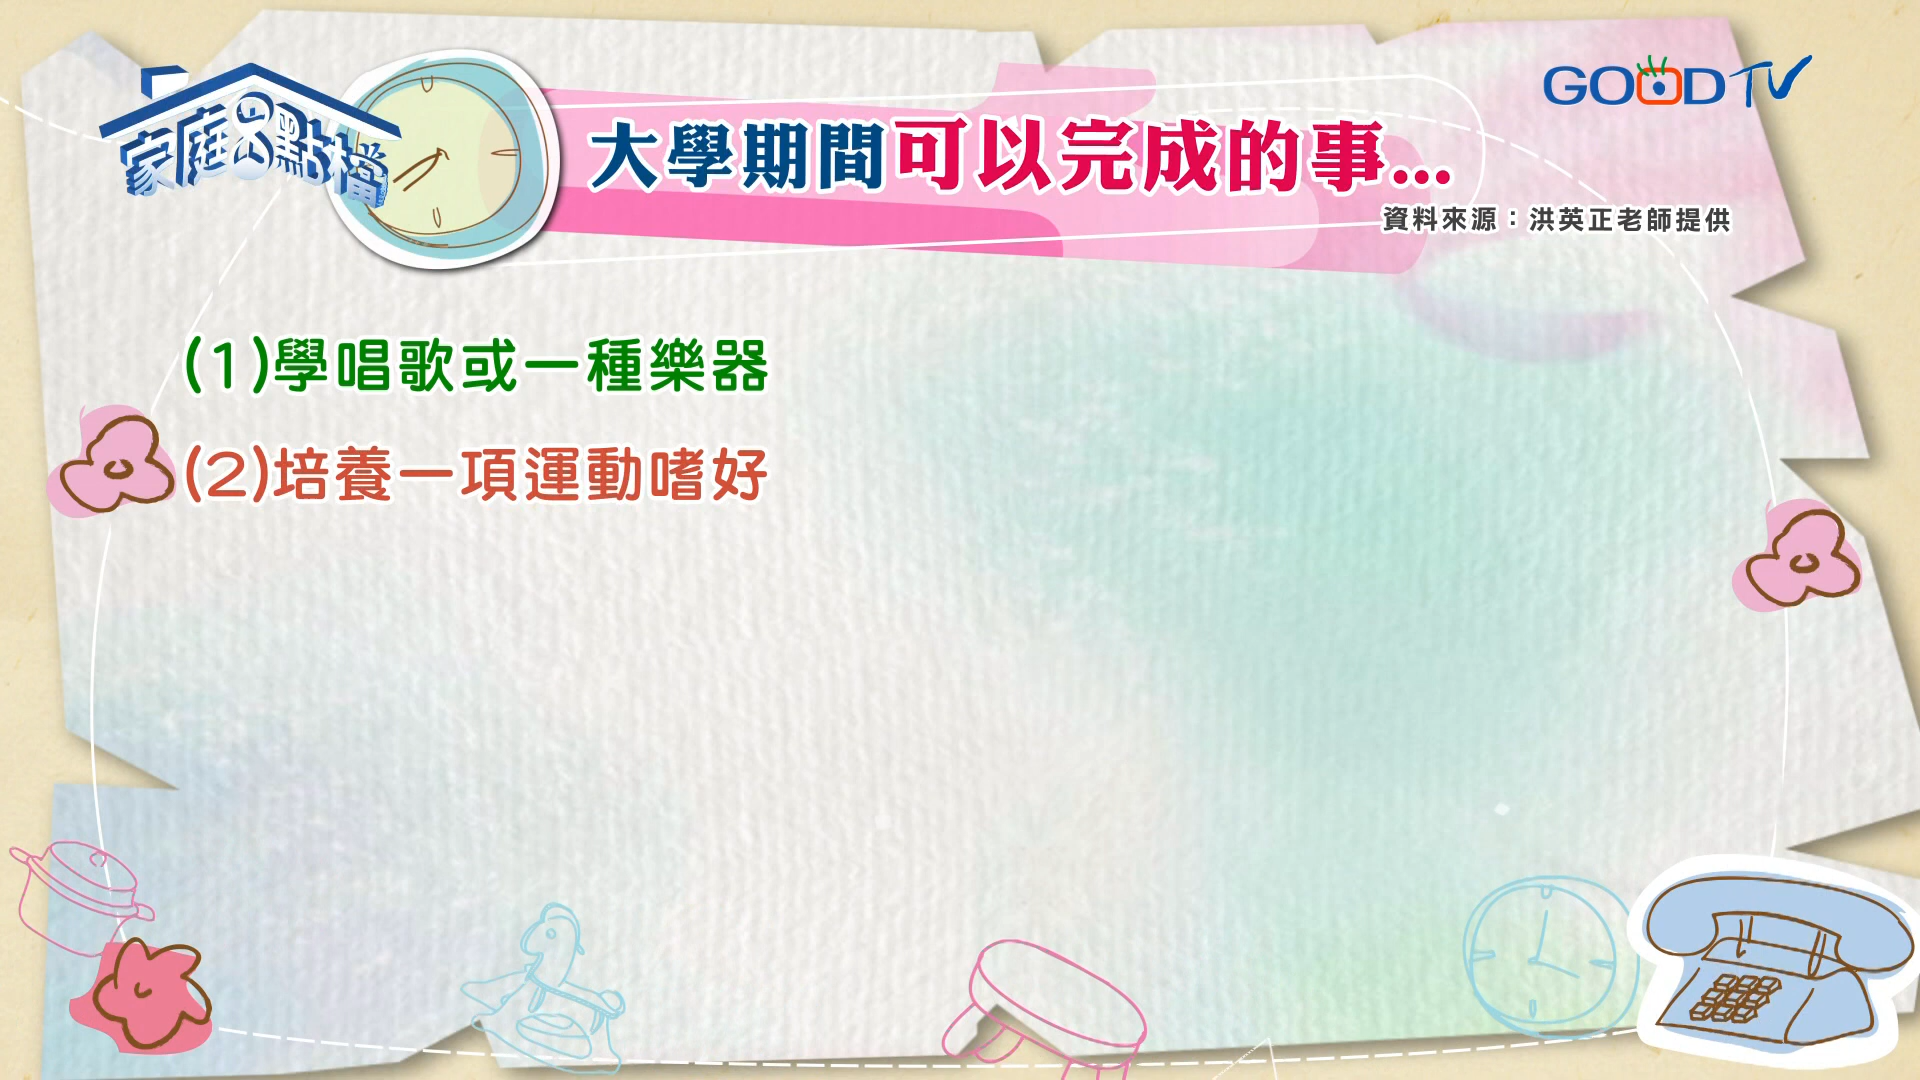 家庭8點檔
GOOD TV
大學期間可以完成的事...
資料來源：洪英正老師提供
(1)學唱歌或一種樂器
(2)培養一項運動嗜好